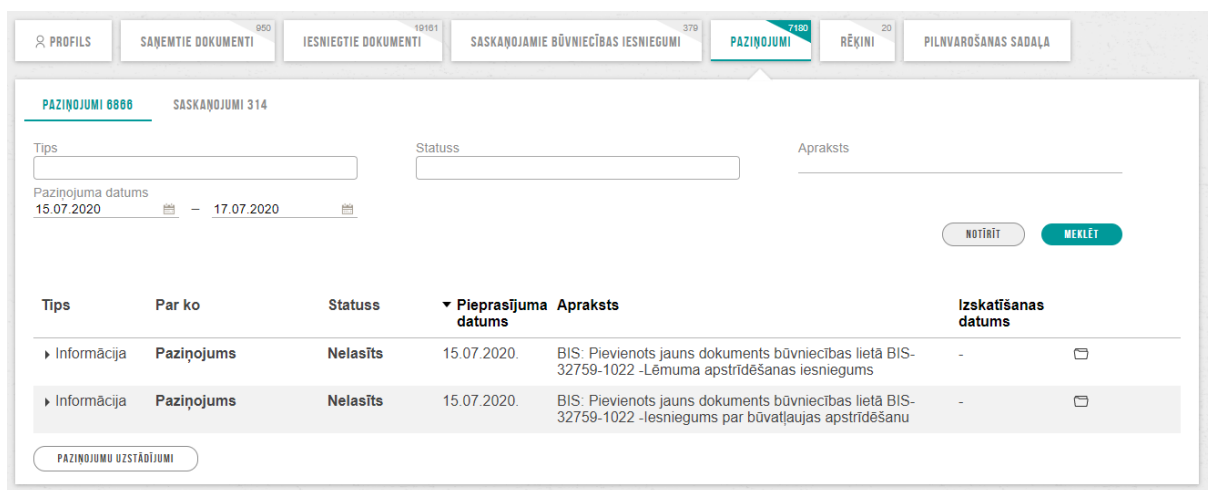 PROFILS
SAŅEMTIE DOKUMENTI 950
IESNIEGTIE DOKUMENTI 19161
SASKAŅOJAMIE BŪVNIECĪBAS IESNIEGUMI 379
PAZIŅOJUMI 7180
RĒĶINI 20
PILNVAROŠANAS SADAĻA
PAZIŅOJUMI 6866 SASKAŅOJUMI 314
Tips Statuss Apraksts
Paziņojuma datums
15.07.2020 – 17.07.2020
NOTĪRĪT MEKLĒT
Tips Par ko Statuss Pieprasījuma Apraksts Izskatīšanas
datums datums
Informācija Paziņojums Nelasīts 15.07.2020. BIS: Pievienots jauns dokuments būvniecības lietā BIS- -
32759-1022 -Lēmuma apstrīdēšanas iesniegums
Informācija Paziņojums Nelasīts 15.07.2020. BIS: Pievienots jauns dokuments būvniecības lietā BIS- -
32759-1022 -Iesniegums par būvatļaujas apstrīdēšanu
PAZIŅOJUMU UZSTĀDĪJUMI